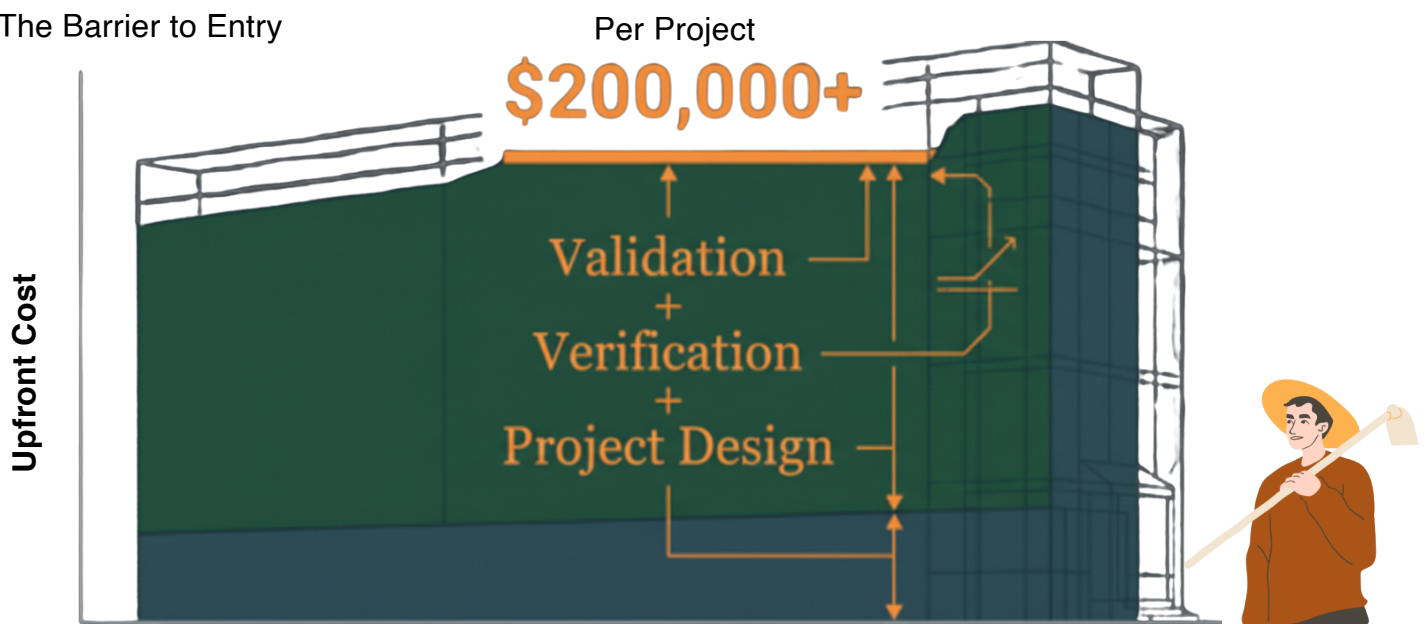 The Barrier to Entry
Per Project
$200,000+
Validation
+
Verification
+
Project Design
Upfront Cost